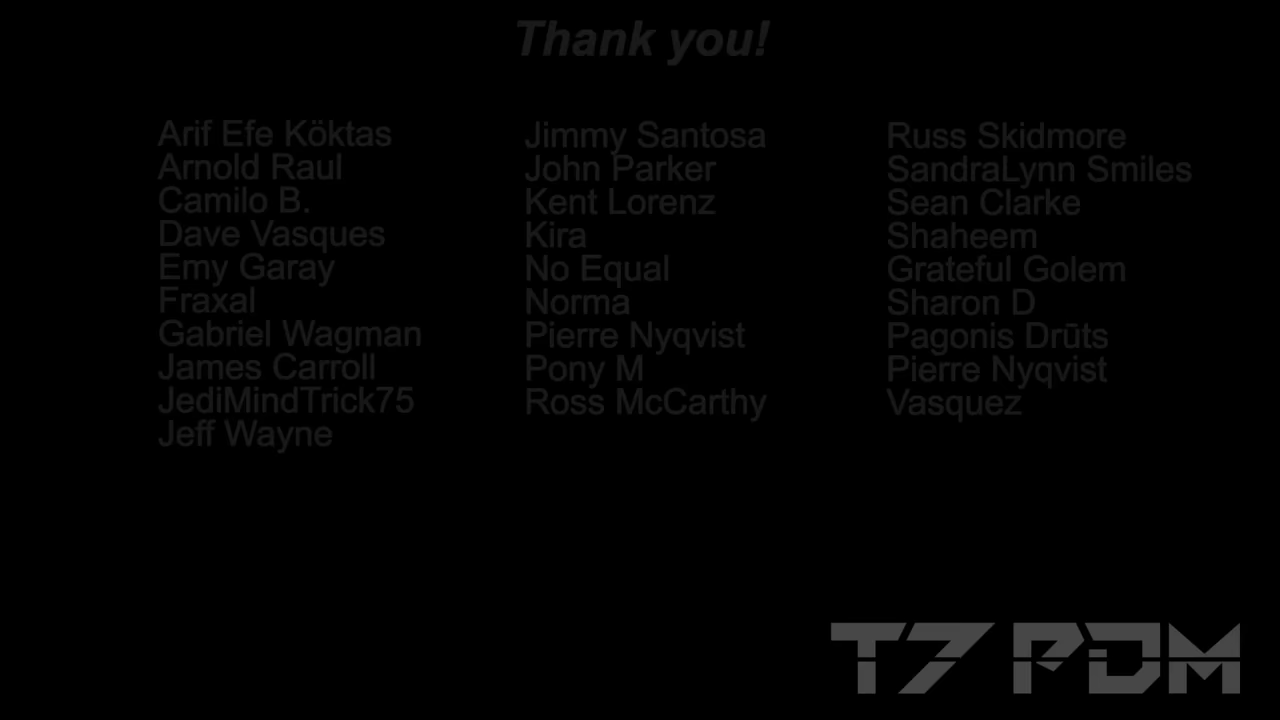 Thank you!
Arif Efe Köktas
Arnold Raul
Camilo B.
Dave Vasques
Emy Garay
Fraxal
Gabriel Wagman
James Carroll
JediMindTrick75
Jeff Wayne
Jimmy Santosa
John Parker
Kent Lorenz
Kira
No Equal
Norma
Pierre Nyqvist
Pony M
Ross McCarthy
Russ Skidmore
SandraLynn Smiles
Sean Clarke
Shaheem
Grateful Golem
Sharon D
Pagonis Drūts
Pierre Nyqvist
Vasquez
T7 PDM